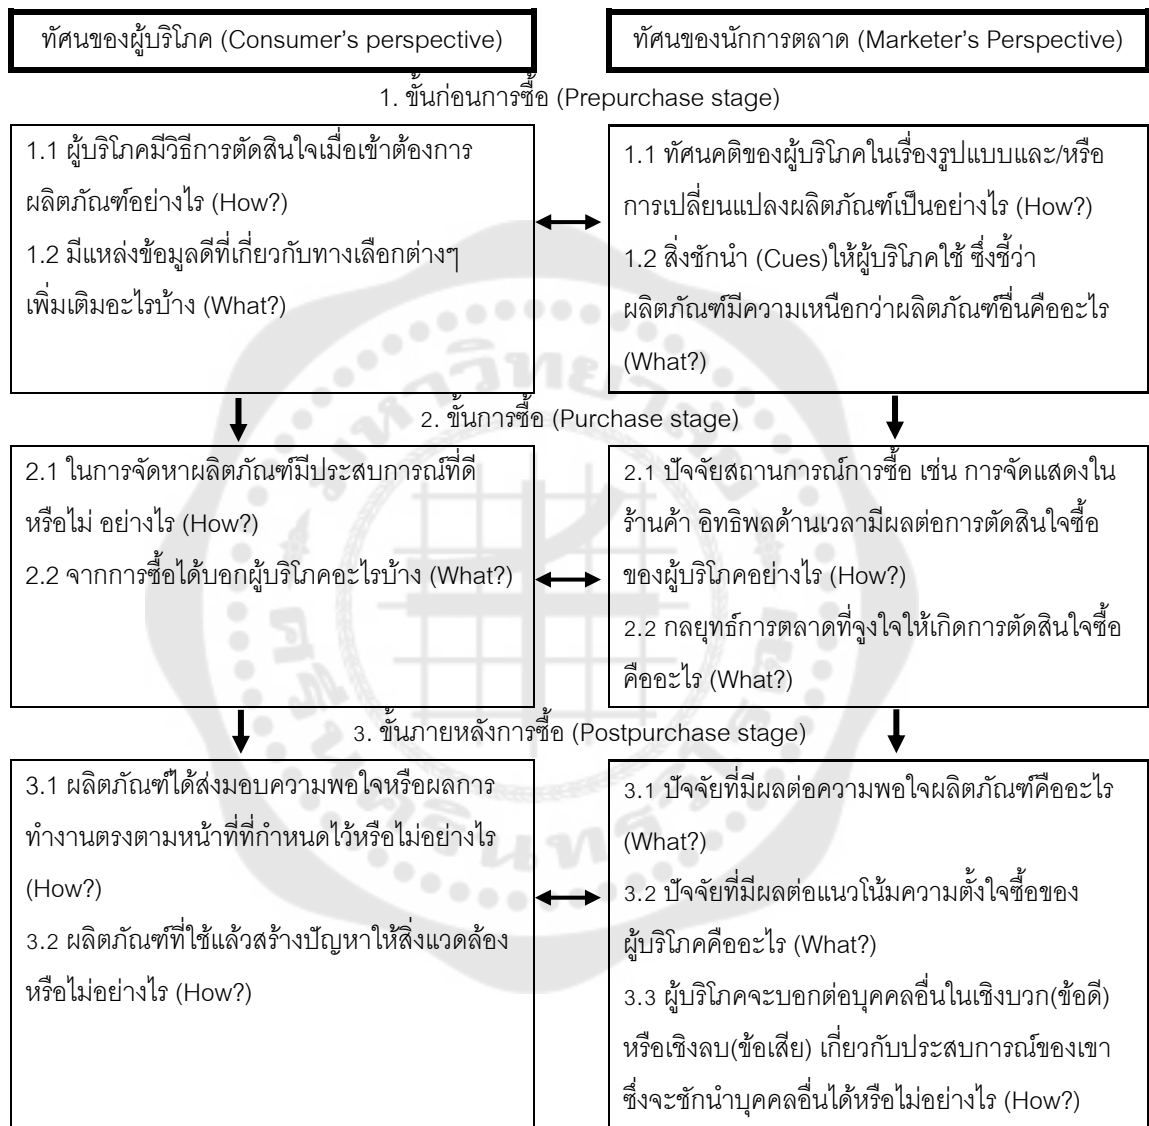 ทัศนของผู้บริโภค (Consumer's perspective)
ทัศนของนักการตลาด (Marketer's Perspective)
1. ขั้นก่อนการซื้อ (Prepurchase stage)
1.1 ผู้บริโภคมีวิธีการตัดสินใจเมื่อเข้าต้องการ
ผลิตภัณฑ์อย่างไร (How?)
1.2 มีแหล่งข้อมูลดีที่เกี่ยวกับทางเลือกต่างๆ
เพิ่มเติมอะไรบ้าง (What?)
1.1 ทัศนคติของผู้บริโภคในเรื่องรูปแบบและ/หรือ
การเปลี่ยนแปลงผลิตภัณฑ์เป็นอย่างไร (How?)
1.2 สิ่งชักนำ (Cues)ให้ผู้บริโภคใช้ ซึ่งชี้ว่า
ผลิตภัณฑ์มีความเหนือกว่าผลิตภัณฑ์อื่นคืออะไร
(What?)
2. ขั้นการซื้อ (Purchase stage)
2.1 ในการจัดหาผลิตภัณฑ์มีประสบการณ์ที่ดี
หรือไม่ อย่างไร (How?)
2.2 จากการซื้อได้บอกผู้บริโภคอะไรบ้าง (What?)
2.1 ปัจจัยสถานการณ์การซื้อ เช่น การจัดแสดงใน
ร้านค้า อิทธิพลด้านเวลามีผลต่อการตัดสินใจซื้อ
ของผู้บริโภคอย่างไร (How?)
2.2 กลยุทธ์การตลาดที่จูงใจให้เกิดการตัดสินใจซื้อ
คืออะไร (What?)
3. ขั้นภายหลังการซื้อ (Postpurchase stage)
3.1 ผลิตภัณฑ์ได้ส่งมอบความพอใจหรือผลการ
ทำงานตรงตามหน้าที่ที่กำหนดไว้หรือไม่อย่างไร
(How?)
3.2 ผลิตภัณฑ์ที่ใช้แล้วสร้างปัญหาให้สิ่งแวดล้อง
หรือไม่อย่างไร (How?)
3.1 ปัจจัยที่มีผลต่อความพอใจผลิตภัณฑ์คืออะไร
(What?)
3.2 ปัจจัยที่มีผลต่อแนวโน้มความตั้งใจซื้อของ
ผู้บริโภคคืออะไร (What?)
3.3 ผู้บริโภคจะบอกต่อบุคคลอื่นในเชิงบวก(ข้อดี)
หรือเชิงลบ(ข้อเสีย) เกี่ยวกับประสบการณ์ของเขา
ซึ่งจะชักนำบุคคลอื่นได้หรือไม่อย่างไร (How?)